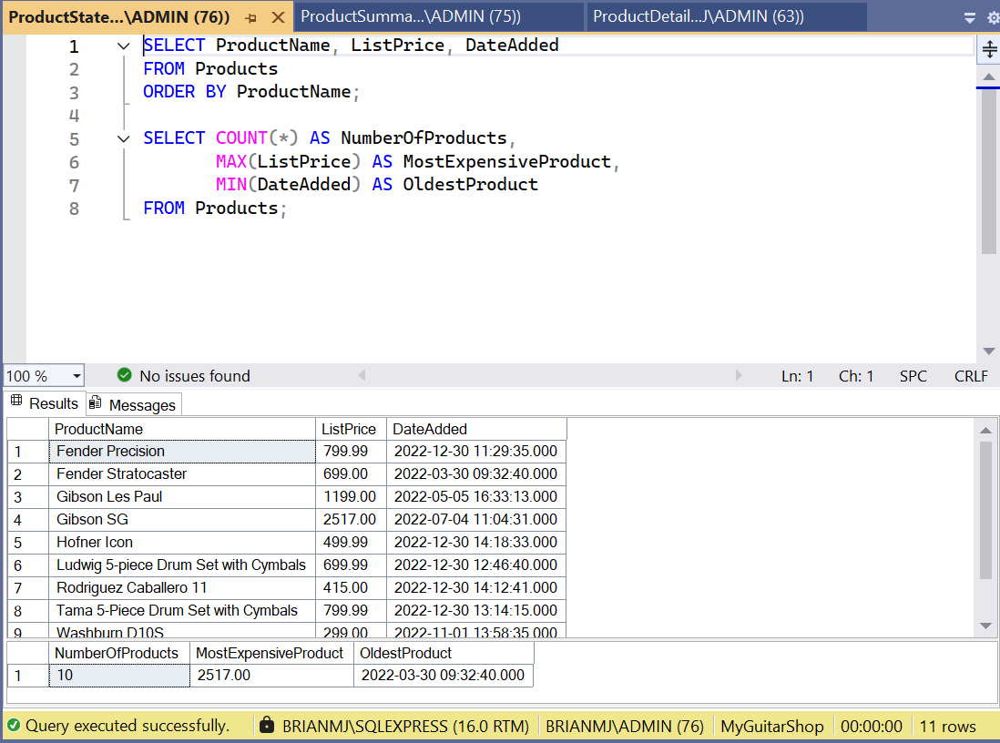 ProductState...\ADMIN (76)) ProductSumma...\ADMIN (75)) ProductDetail...J\ADMIN (63))
1 SELECT ProductName, ListPrice, DateAdded
2 FROM Products
3 ORDER BY ProductName;
4
5 SELECT COUNT(*) AS NumberOfProducts,
6 MAX(ListPrice) AS MostExpensiveProduct,
7 MIN(DateAdded) AS OldestProduct
8 FROM Products;
100 % No issues found Ln: 1 Ch: 1 SPC CRLF
Results Messages
ProductName ListPrice DateAdded
1 Fender Precision 799.99 2022-12-30 11:29:35.000
2 Fender Stratocaster 699.00 2022-03-30 09:32:40.000
3 Gibson Les Paul 1199.00 2022-05-05 16:33:13.000
4 Gibson SG 2517.00 2022-07-04 11:04:31.000
5 Hofner Icon 499.99 2022-12-30 14:18:33.000
6 Ludwig 5-piece Drum Set with Cymbals 699.99 2022-12-30 12:46:40.000
7 Rodriguez Caballero 11 415.00 2022-12-30 14:12:41.000
8 Tama 5-Piece Drum Set with Cymbals 799.99 2022-12-30 13:14:15.000
9 Washburn D10S 299.00 2022-11-01 13:58:35.000
NumberOfProducts MostExpensiveProduct OldestProduct
1 10 2517.00 2022-03-30 09:32:40.000
Query executed successfully. BRIANMJ\SQLEXPRESS (16.0 RTM) BRIANMJ\ADMIN (76) MyGuitarShop 00:00:00 11 rows